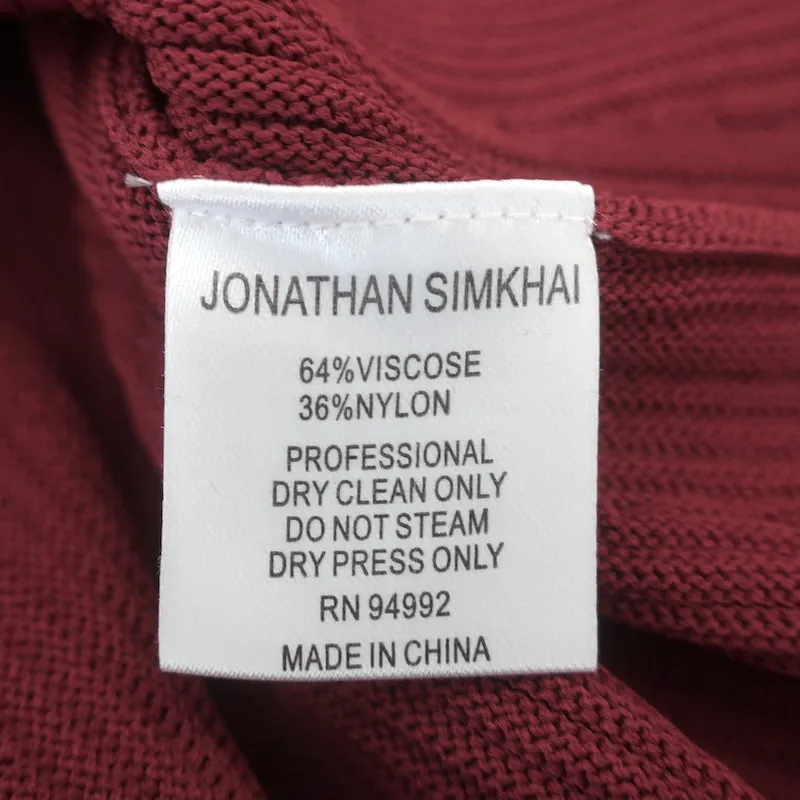 JONATHAN SIMKHAI
64%VISCOSE
36%NYLON
PROFESSIONAL
DRY CLEAN ONLY
DO NOT STEAM
DRY PRESS ONLY
RN 94992
MADE IN CHINA